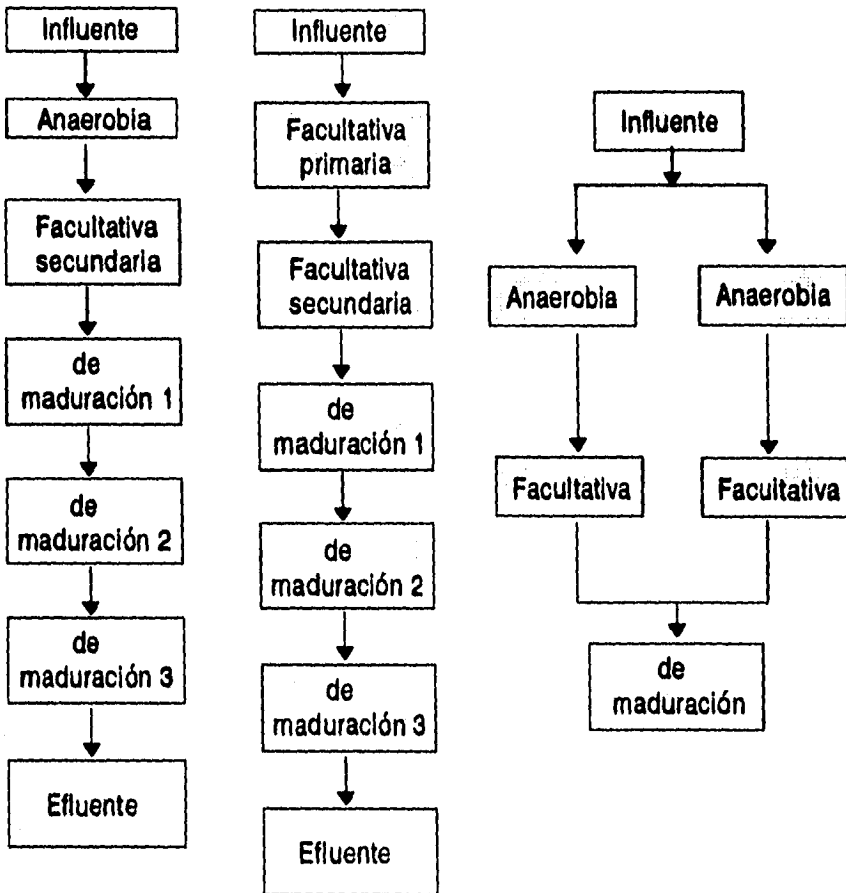 Influente
Anaerobia
Facultativa
secundaria
de
maduración 1
de
maduración 2
de
maduración 3
Efluente
Influente
Facultativa
primaria
Facultativa
secundaria
de
maduración 1
de
maduración 2
de
maduración 3
Efluente
Influente
Anaerobia
Anaerobia
Facultativa
Facultativa
de
maduración